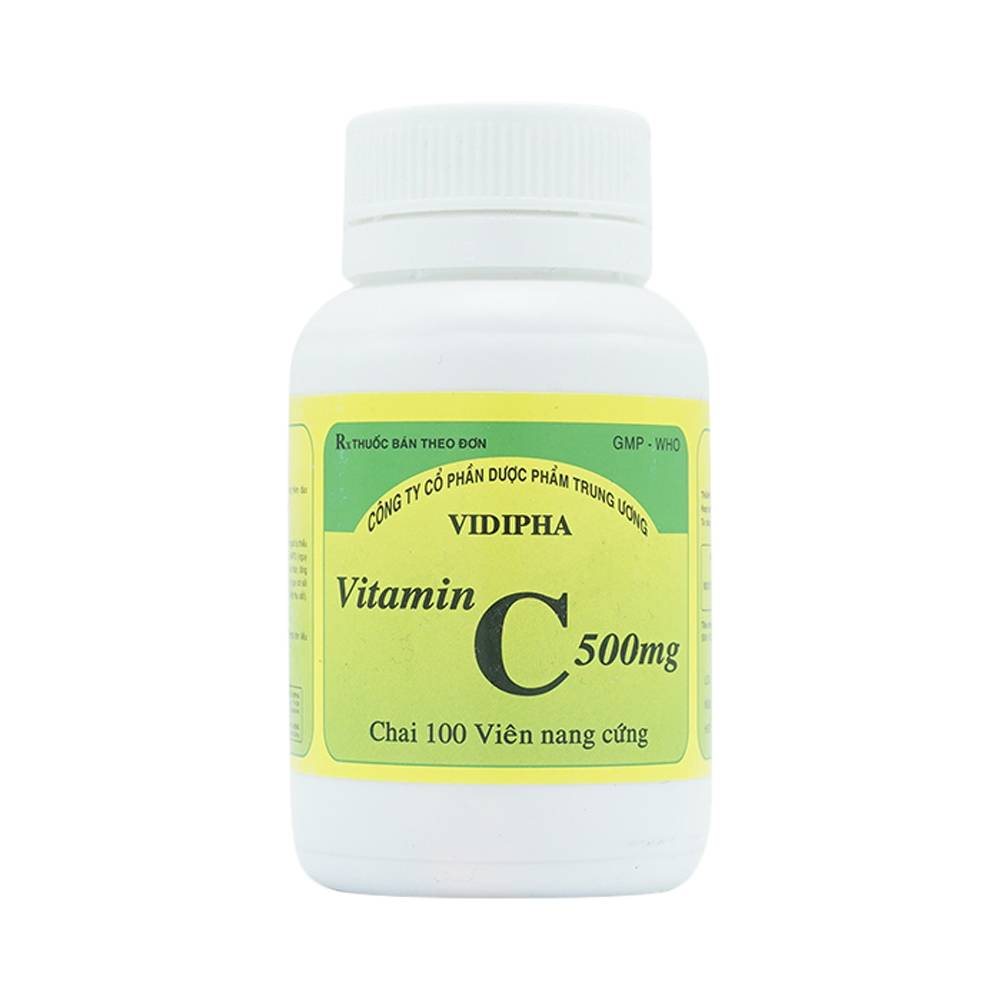 Rx THUỐC BÁN THEO ĐƠN
GMP - WHO
CÔNG TY CỔ PHẦN DƯỢC PHẨM TRUNG ƯƠNG
VIDIPHA
Vitamin
C 500mg
Chai 100 Viên nang cứng